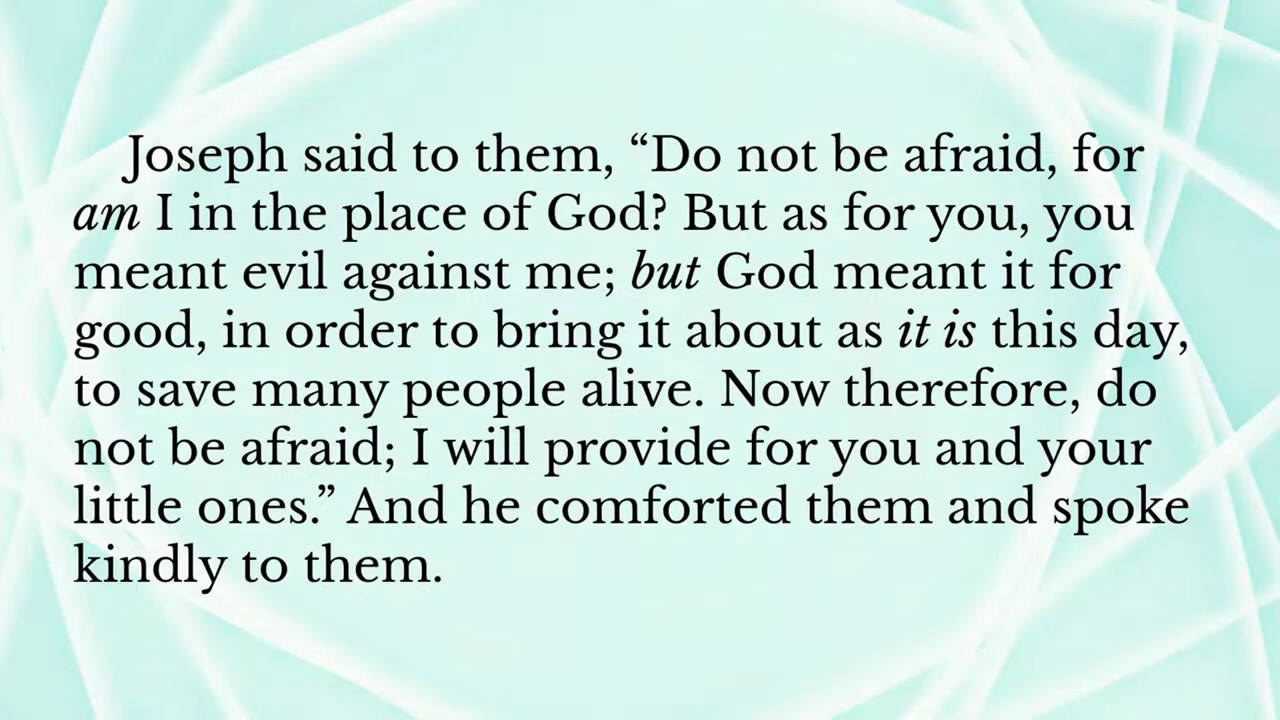 Joseph said to them, “Do not be afraid, for
am I in the place of God? But as for you, you
meant evil against me; but God meant it for
good, in order to bring it about as it is this day,
to save many people alive. Now therefore, do
not be afraid; I will provide for you and your
little ones.” And he comforted them and spoke
kindly to them.